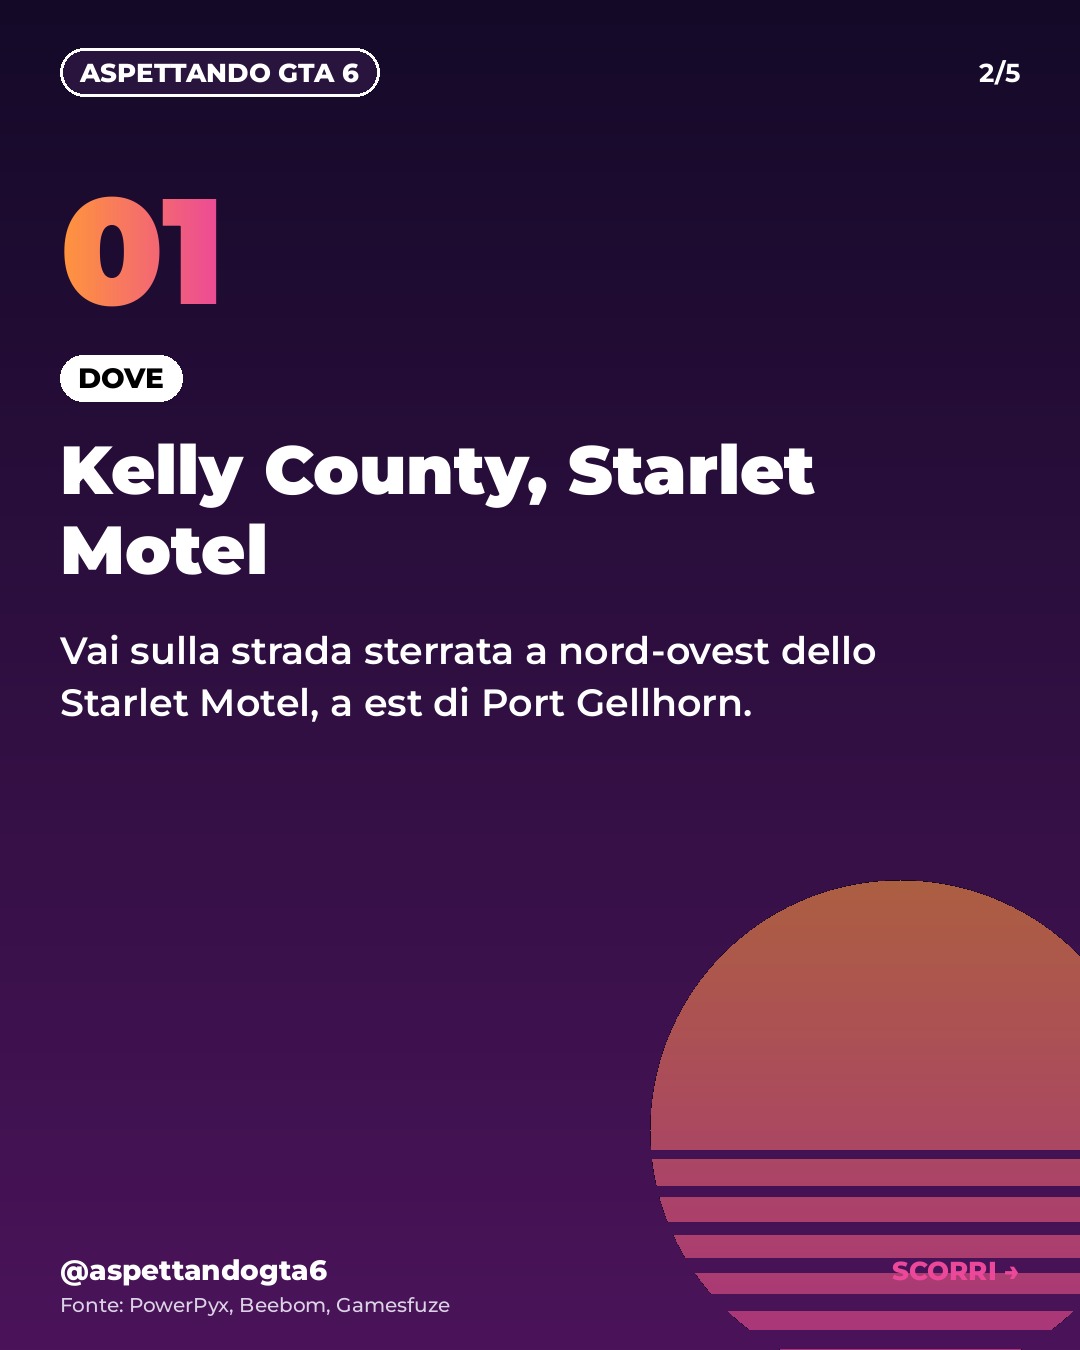 ASPETTANDO GTA 6
2/5
01
DOVE
Kelly County, Starlet
Motel
Vai sulla strada sterrata a nord-ovest dello
Starlet Motel, a est di Port Gellhorn.
@aspettandogta6
SCORRI →
Fonte: PowerPyx, Beebom, Gamesfuze